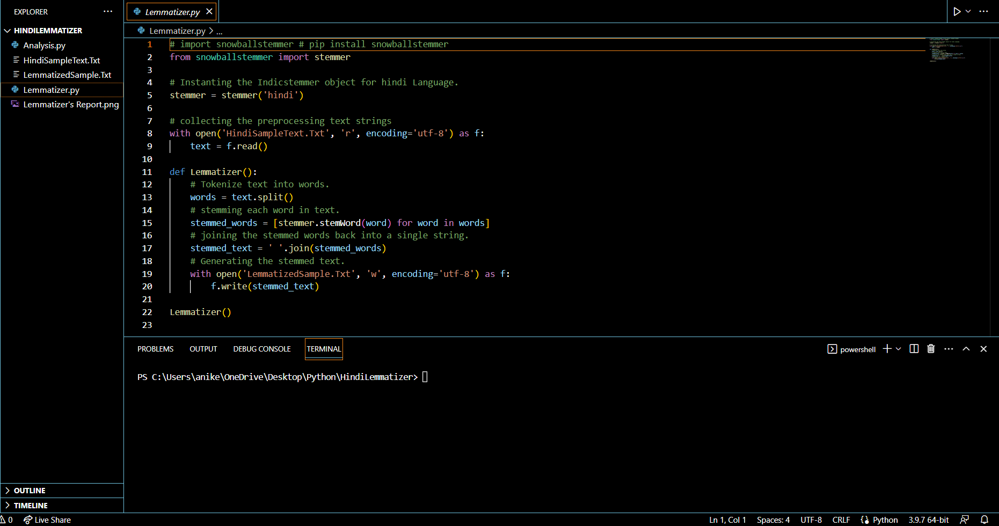 EXPLORER
HINDILEMMATIZER
Analysis.py
HindiSampleText.Txt
LemmatizedSample.Txt
Lemmatizer.py
Lemmatizer's Report.png
OUTLINE
TIMELINE
Lemmatizer.py
Lemmatizer.py > ...
1 # import snowballstemmer # pip install snowballstemmer
2 from snowballstemmer import stemmer
3
4 # Instanting the Indicstemmer object for hindi Language.
5 stemmer = stemmer('hindi')
6
7 # collecting the preprocessing text strings
8 with open('HindiSampleText.Txt', 'r', encoding='utf-8') as f:
9     text = f.read()
10
11 def Lemmatizer():
12     # Tokenize text into words.
13     words = text.split()
14     # stemming each word in text.
15     stemmed_words = [stemmer.stemWord(word) for word in words]
16     # joining the stemmed words back into a single string.
17     stemmed_text = ' '.join(stemmed_words)
18     # Generating the stemmed text.
19     with open('LemmatizedSample.Txt', 'w', encoding='utf-8') as f:
20         f.write(stemmed_text)
21
22 Lemmatizer()
23
PROBLEMS OUTPUT DEBUG CONSOLE TERMINAL powershell
PS C:\Users\anike\OneDrive\Desktop\Python\HindiLemmatizer>
0 Live Share Ln 1, Col 1 Spaces: 4 UTF-8 CRLF Python 3.9.7 64-bit